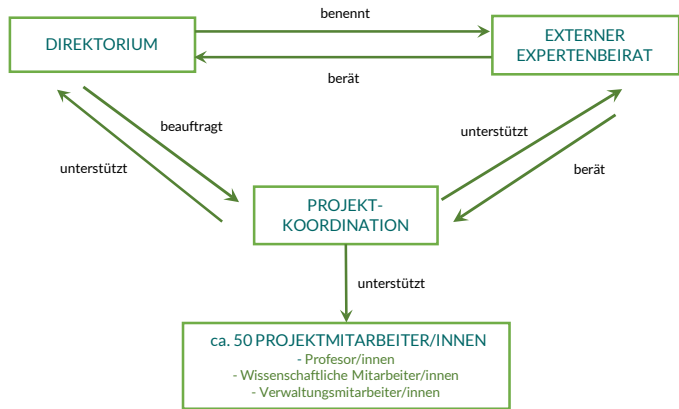 benennt
DIREKTORIUM
EXTERNER
EXPERTENBEIRAT
berät
beauftragt
unterstützt
unterstützt
berät
PROJEKT-
KOORDINATION
unterstützt
ca. 50 PROJEKTMITARBEITER/INNEN
- Profesor/innen
- Wissenschaftliche Mitarbeiter/innen
- Verwaltungsmitarbeiter/innen